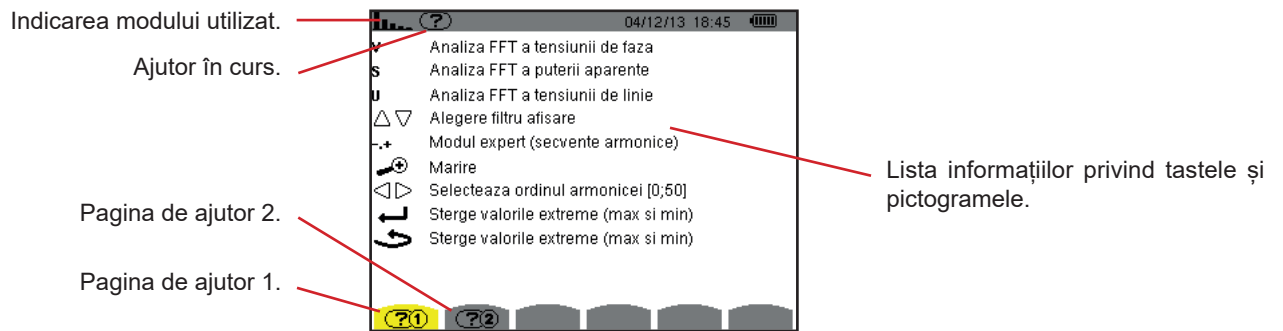 Indicarea modului utilizat.
Ajutor în curs.
Pagina de ajutor 2.
Pagina de ajutor 1.
? 04/12/13 18:45
V Analiza FFT a tensiunii de faza
S Analiza FFT a puterii aparente
U Analiza FFT a tensiunii de linie
Alegere filtru afisare
-.+ Modul expert (secvente armonice)
Marire
Selecteaza ordinul armonicei [0;50]
Sterge valorile extreme (max si min)
Sterge valorile extreme (max si min)
?1 ?2
Lista informațiilor privind tastele și
pictogramele.